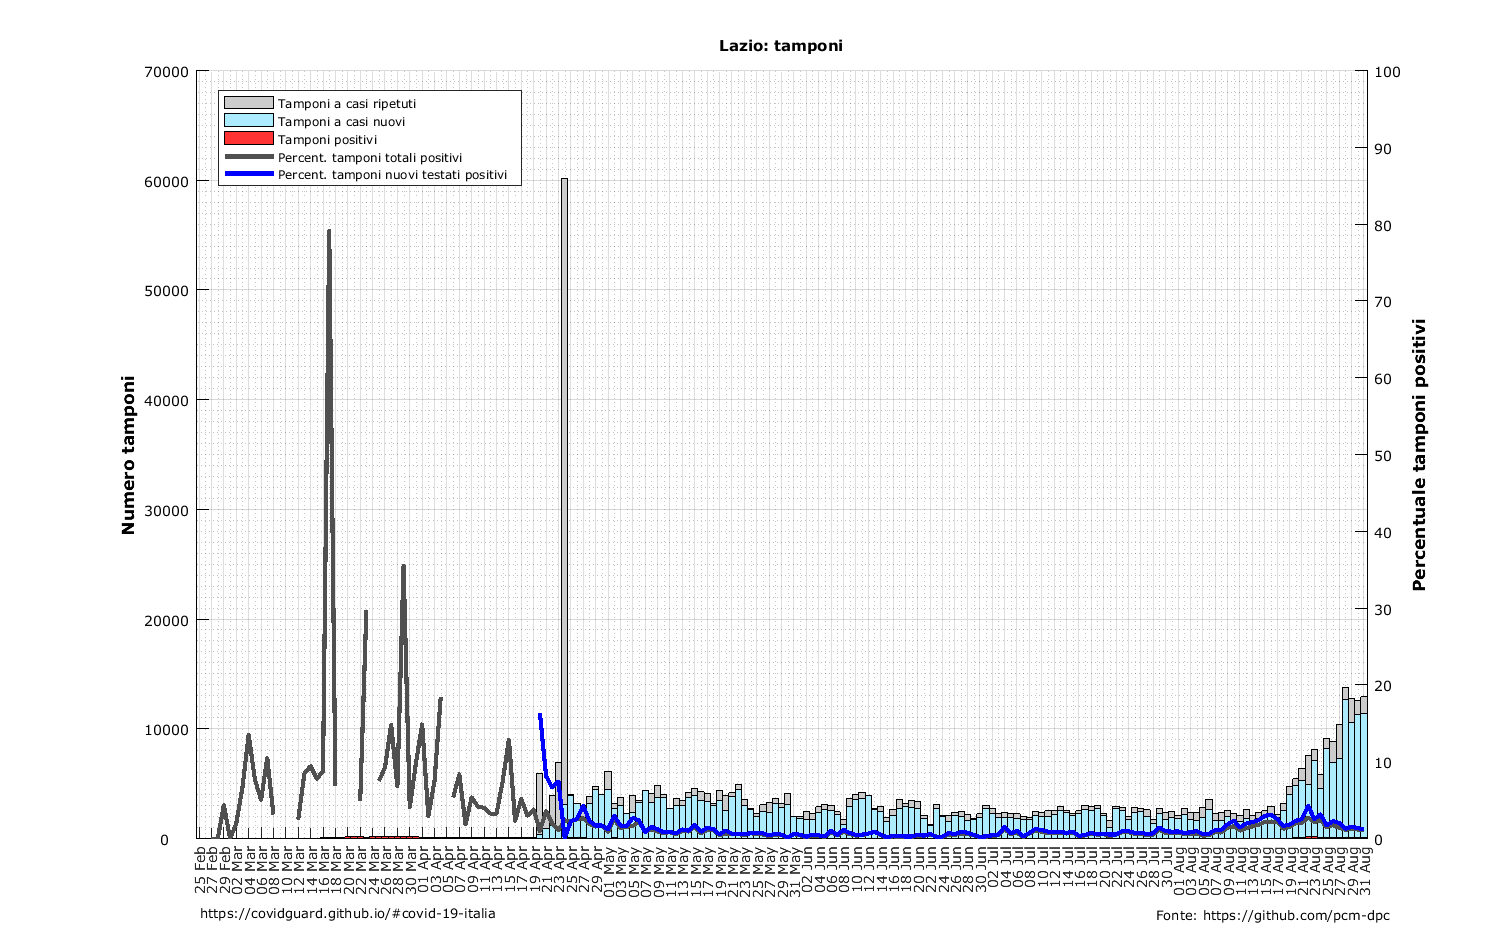 Lazio: tamponi
Tamponi a casi ripetuti
Tamponi a casi nuovi
Tamponi positivi
Percent. tamponi totali positivi
Percent. tamponi nuovi testati positivi
Numero tamponi
70000
60000
50000
40000
30000
20000
10000
0
100
90
80
70
60
50
40
30
20
10
0
Percentuale tamponi positivi
25 Feb
27 Feb
29 Feb
02 Mar
04 Mar
06 Mar
08 Mar
10 Mar
12 Mar
14 Mar
16 Mar
18 Mar
20 Mar
22 Mar
24 Mar
26 Mar
28 Mar
30 Mar
01 Apr
03 Apr
05 Apr
07 Apr
09 Apr
11 Apr
13 Apr
15 Apr
17 Apr
19 Apr
21 Apr
23 Apr
25 Apr
27 Apr
29 Apr
01 May
03 May
05 May
07 May
09 May
11 May
13 May
15 May
17 May
19 May
21 May
23 May
25 May
27 May
29 May
31 May
02 Jun
04 Jun
06 Jun
08 Jun
10 Jun
12 Jun
14 Jun
16 Jun
18 Jun
20 Jun
22 Jun
24 Jun
26 Jun
28 Jun
30 Jun
02 Jul
04 Jul
06 Jul
08 Jul
10 Jul
12 Jul
14 Jul
16 Jul
18 Jul
20 Jul
22 Jul
24 Jul
26 Jul
28 Jul
30 Jul
01 Aug
03 Aug
05 Aug
07 Aug
09 Aug
11 Aug
13 Aug
15 Aug
17 Aug
19 Aug
21 Aug
23 Aug
25 Aug
27 Aug
29 Aug
31 Aug
https://covidguard.github.io/#covid-19-italia
Fonte: https://github.com/pcm-dpc